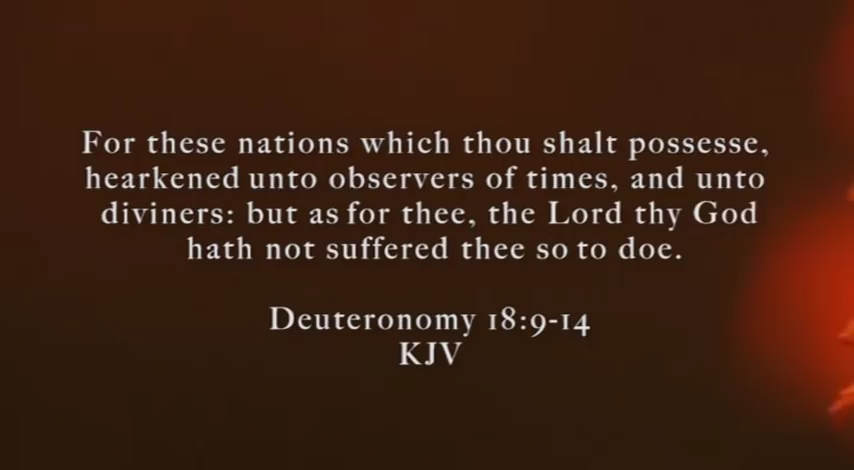 For these nations which thou shalt possesse,
hearkened unto observers of times, and unto
diviners: but as for thee, the Lord thy God
hath not suffered thee so to doe.
Deuteronomy 18:9-14
KJV